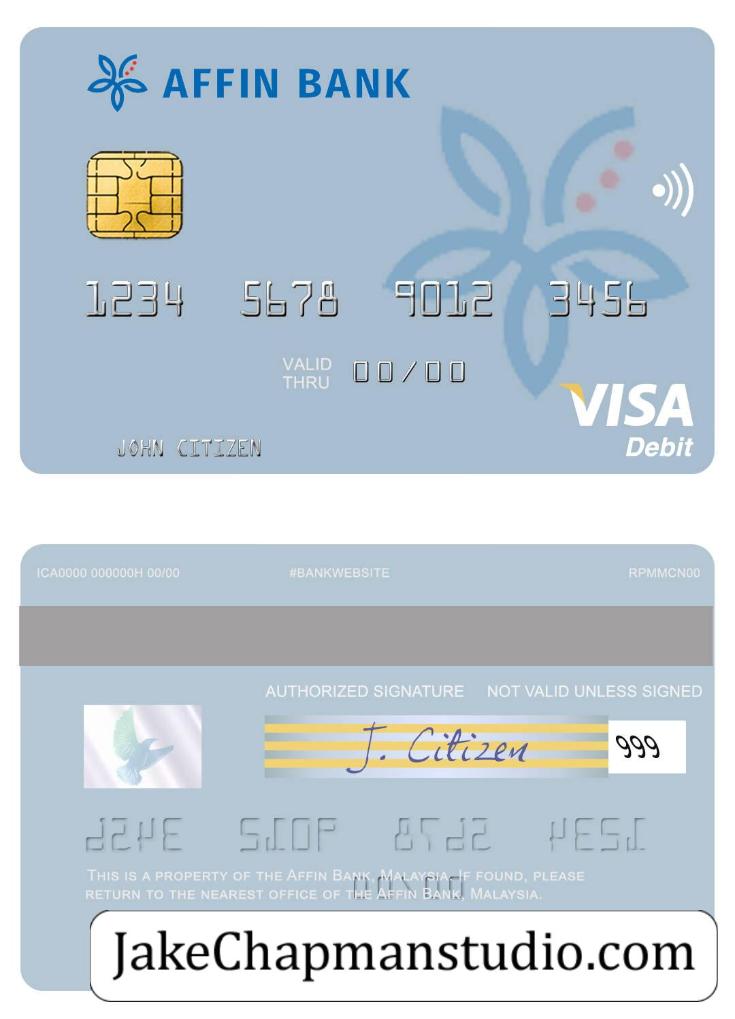 AFFIN BANK
1234 5678 9012 3456
VALID
THRU 00/00
VISA
Debit
JOHN CITIZEN
ICA0000 000000H 00/00 #BANKWEBSITE RPMMCN00
AUTHORIZED SIGNATURE NOT VALID UNLESS SIGNED
J. Citizen 999
THIS IS A PROPERTY OF THE AFFIN BANK, MALAYSIA. IF FOUND, PLEASE
RETURN TO THE NEAREST OFFICE OF THE AFFIN BANK, MALAYSIA.
JakeChapmanstudio.com